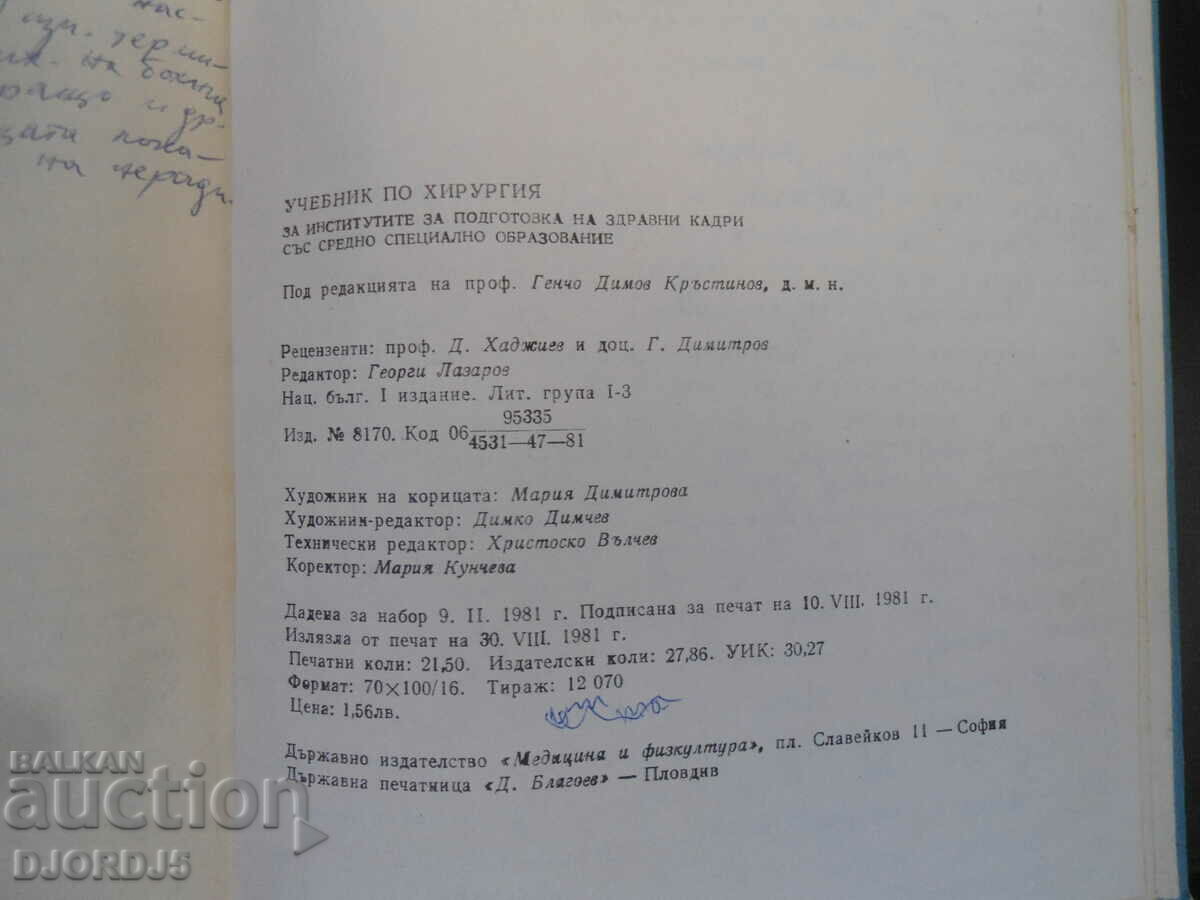 на
УЧЕБНИК ПО ХИРУРГИЯ
ЗА ИНСТИТУТИТЕ ЗА ПОДГОТОВКА НА ЗДРАВНИ КАДРИ
СЪС СРЕДНО СПЕЦИАЛНО ОБРАЗОВАНИЕ
Под редакцията на проф. Генчо Димов Кръстинов, д. м. н.
Рецензенти: проф. Д. Хаджиев и доц. Г. Димитров
Редактор: Георги Лазаров
Нац. бълг. I издание. Лит. група I-3
95335
Изд. № 8170. Код 06
4531—47—81
Художник на корицата: Мария Димитрова
Художник-редактор: Димко Димчев
Технически редактор: Христоско Вълчев
Коректор: Мария Кунчева
Дадена за набор 9. II. 1981 г. Подписана за печат на 10. VIII. 1981 г.
Излязла от печат на 30. VIII. 1981 г.
Печатни коли: 21,50. Издателски коли: 27,86. УИК: 30,27
Формат: 70×100/16. Тираж: 12 070
Цена: 1,56лв.
Държавно издателство «Медицина и физкултура», пл. Славейков 11 — София
Държавна печатница «Д. Благоев» — Пловдив
BALKAN
auction
DJORDJ5